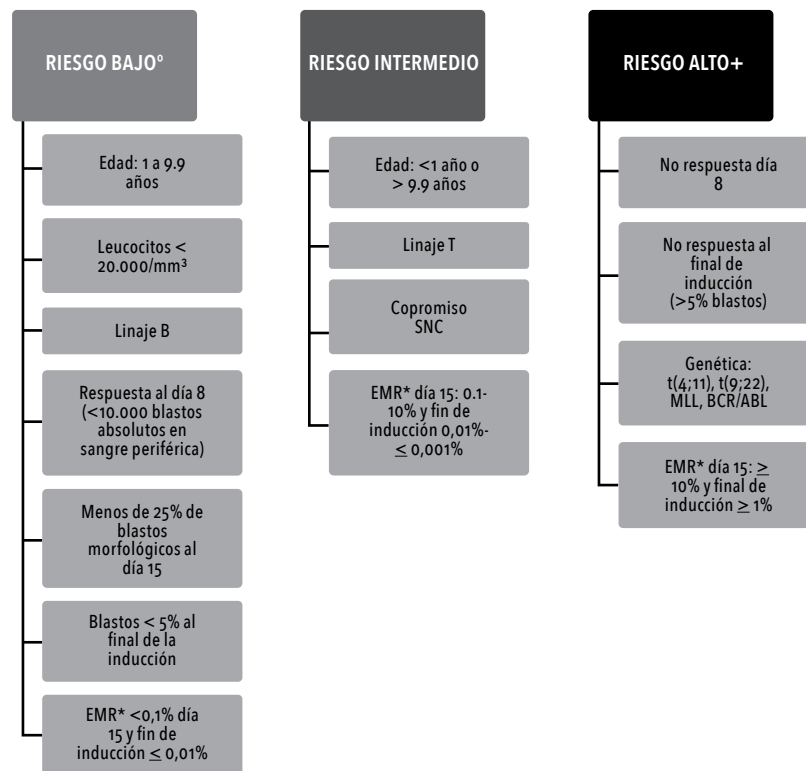 RIESGO BAJO°
Edad: 1 a 9.9
años
Leucocitos <
20.000/mm³
Linaje B
Respuesta al día 8
(<10.000 blastos
absolutos en
sangre periférica)
Menos de 25% de
blastos
morfológicos al
día 15
Blastos < 5% al
final de la
inducción
EMR* <0,1% día
15 y fin de
inducción ≤ 0,01%
RIESGO INTERMEDIO
Edad: <1 año o
> 9.9 años
Linaje T
Copromiso
SNC
EMR* día 15: 0.1-
10% y fin de
inducción 0,01%-
≤ 0,001%
RIESGO ALTO+
No respuesta día
8
No respuesta al
final de
inducción
(>5% blastos)
Genética:
t(4;11), t(9;22),
MLL, BCR/ABL
EMR* día 15: ≥
10% y final de
inducción ≥ 1%